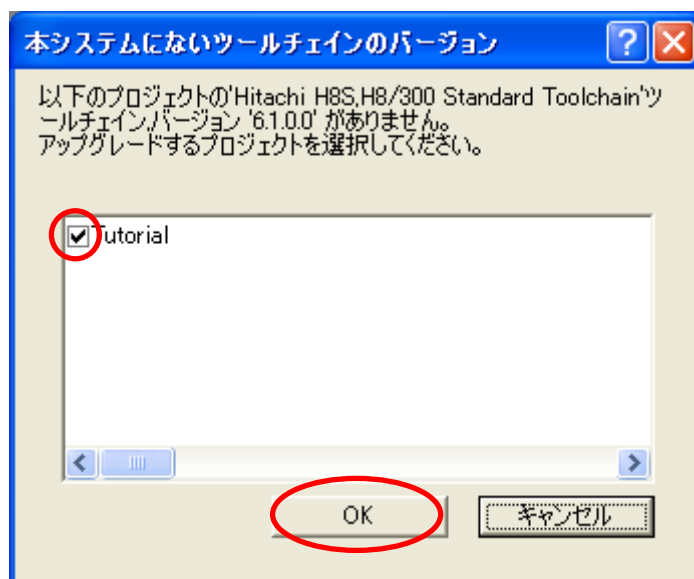 本システムにないツールチェインのバージョン
以下のプロジェクトの'Hitachi H8S,H8/300 Standard Toolchain'ツ
ールチェイン,バージョン '6.1.0.0' がありません。
アップグレードするプロジェクトを選択してください。
Tutorial
OK
キャンセル